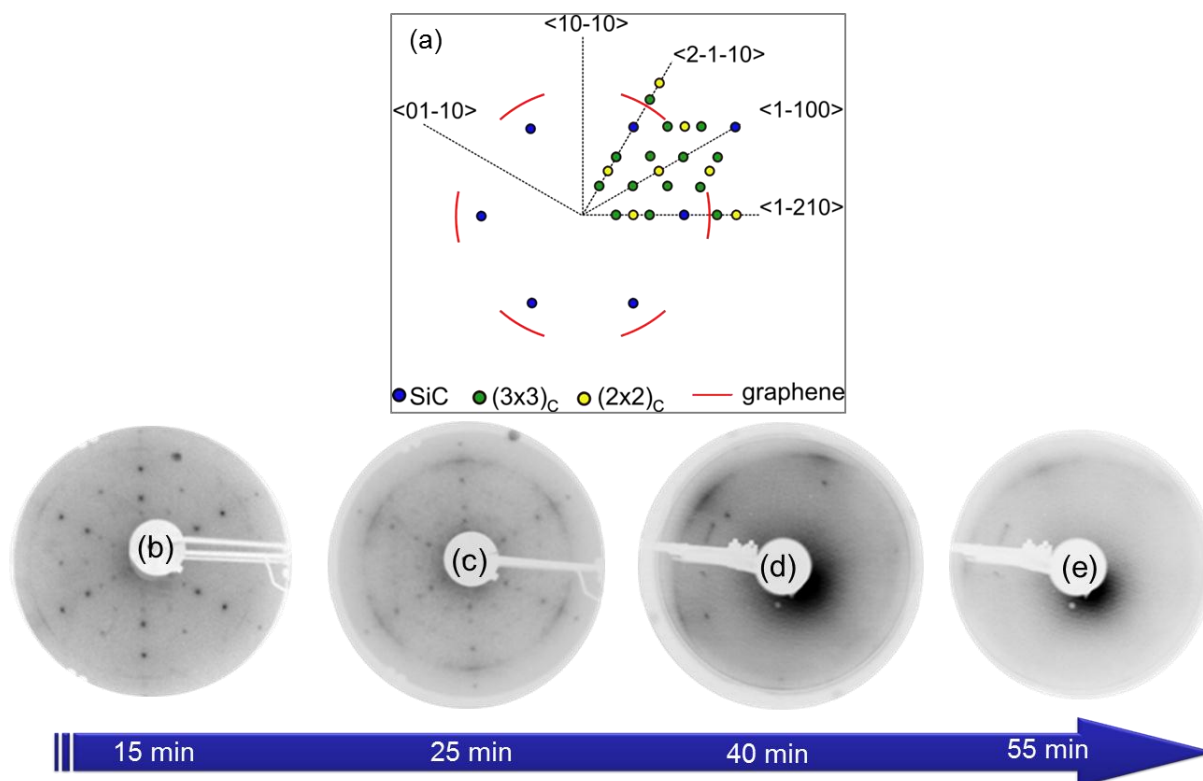 (a)
<10-10>
<2-1-10>
<01-10>
<1-100>
<1-210>
SiC (3x3)C (2x2)C graphene
(b) (c) (d) (e)
15 min 25 min 40 min 55 min